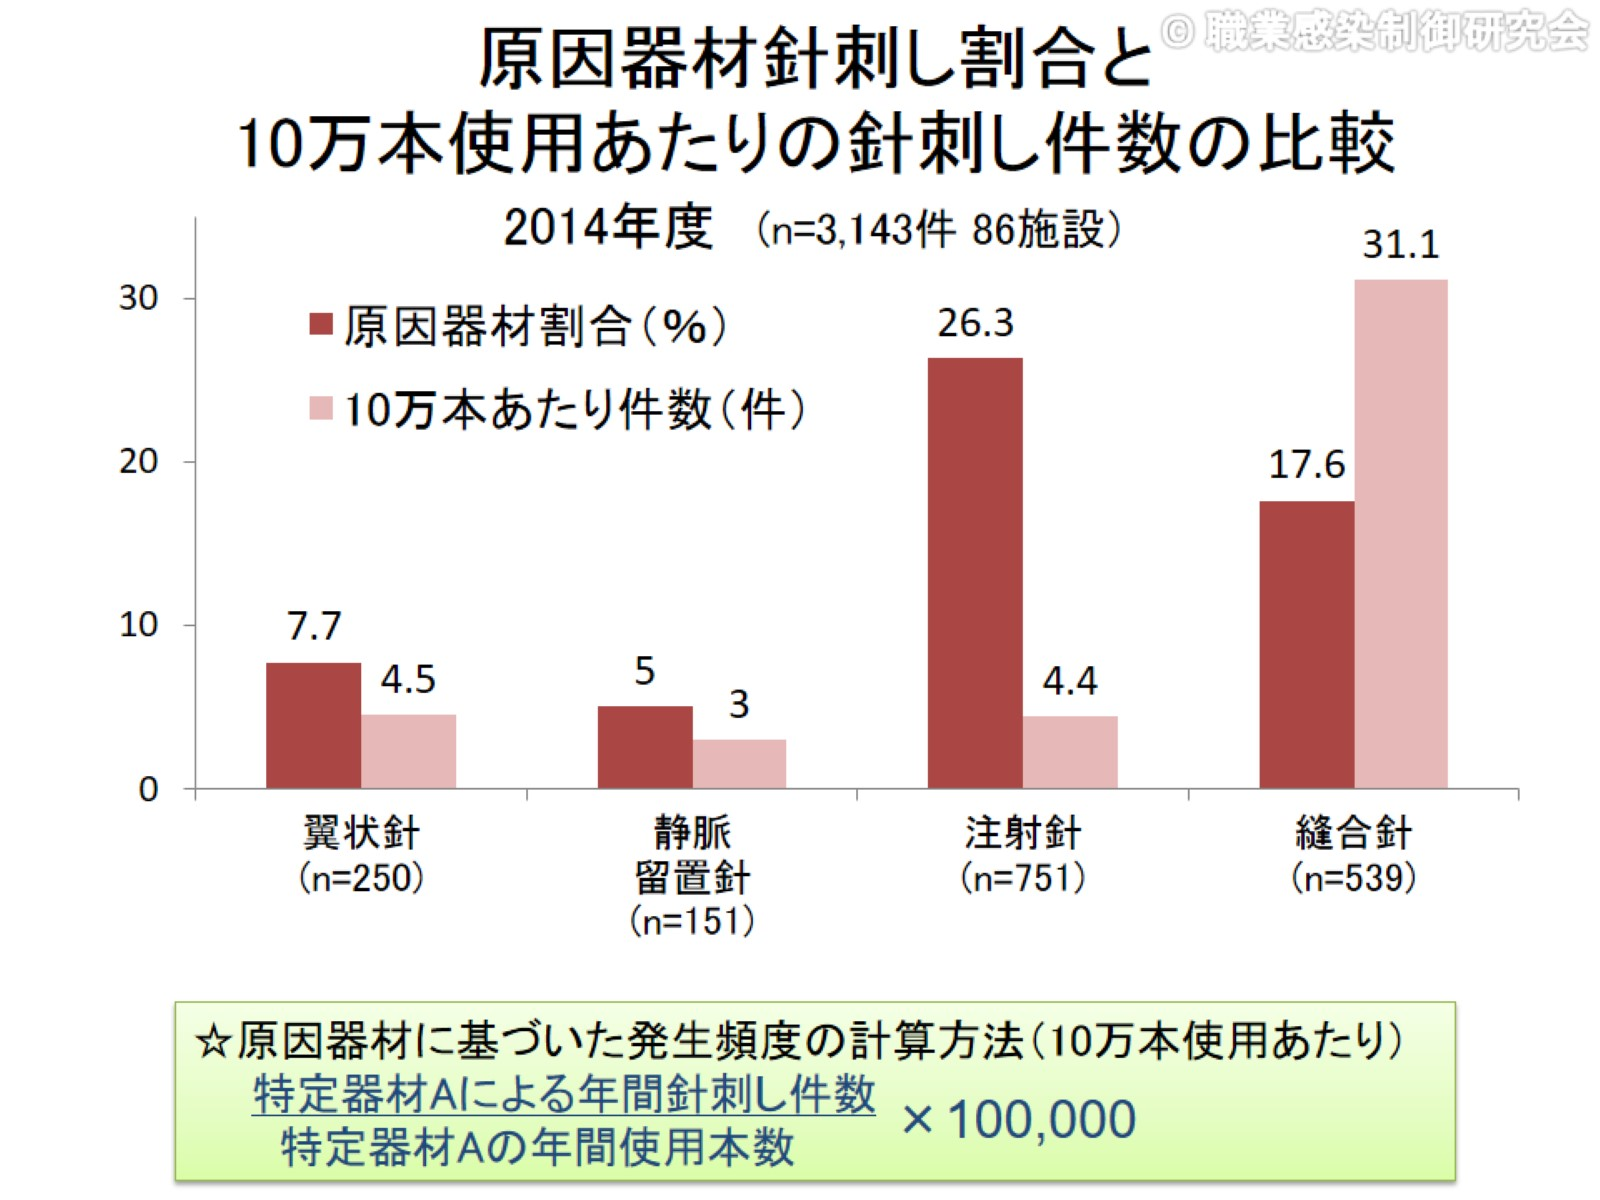 © 職業感染制御研究会
原因器材針刺し割合と
10万本使用あたりの針刺し件数の比較
2014年度 （n=3,143件 86施設）
31.1
30
原因器材割合（％）
26.3
10万本あたり件数（件）
20
17.6
10
7.7
4.5
5
3
4.4
0
翼状針
（n=250）
静脈
留置針
（n=151）
注射針
（n=751）
縫合針
（n=539）
☆原因器材に基づいた発生頻度の計算方法（10万本使用あたり）
特定器材Aによる年間針刺し件数
× 100,000
特定器材Aの年間使用本数